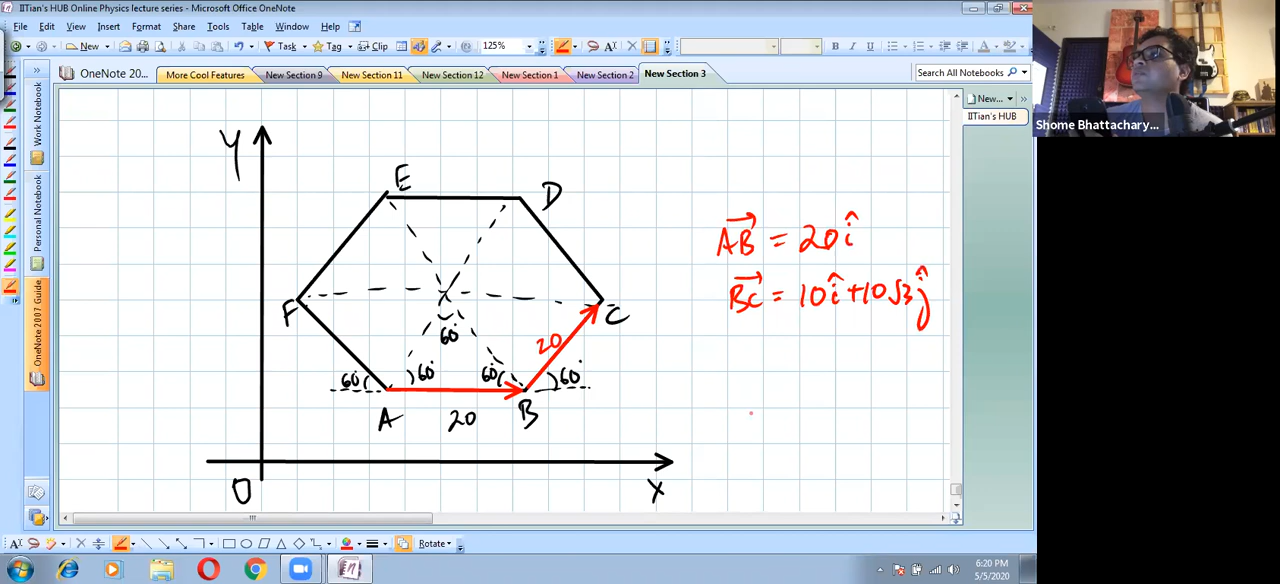 IITian's HUB Online Physics lecture series - Microsoft Office OneNote
File Edit View Insert Format Share Tools Table Window Help
New Task Tag Clip 125%
OneNote 20... More Cool Features New Section 9 New Section 11 New Section 12 New Section 1 New Section 2 New Section 3 Search All Notebooks
New...
IITian's HUB
Work Notebook
Personal Notebook
OneNote 2007 Guide
Shome Bhattachary...
Y
E
D
F
C
60°
60°
60°
60°
60°
20
A
20
B
O
X
AB = 20î
BC = 10î+10√3ĵ
Rotate
6:20 PM
5/5/2020